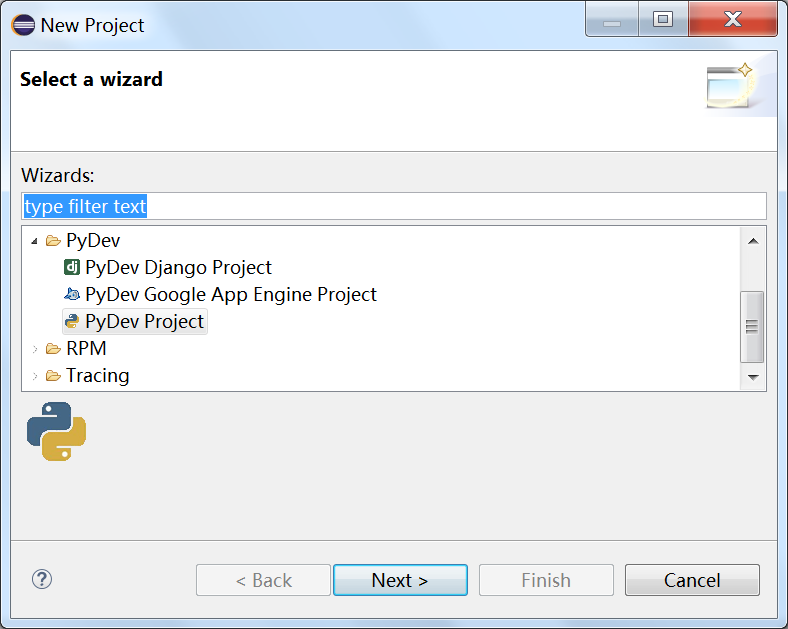 New Project
Select a wizard
Wizards:
type filter text
PyDev
PyDev Django Project
PyDev Google App Engine Project
PyDev Project
RPM
Tracing
< Back
Next >
Finish
Cancel